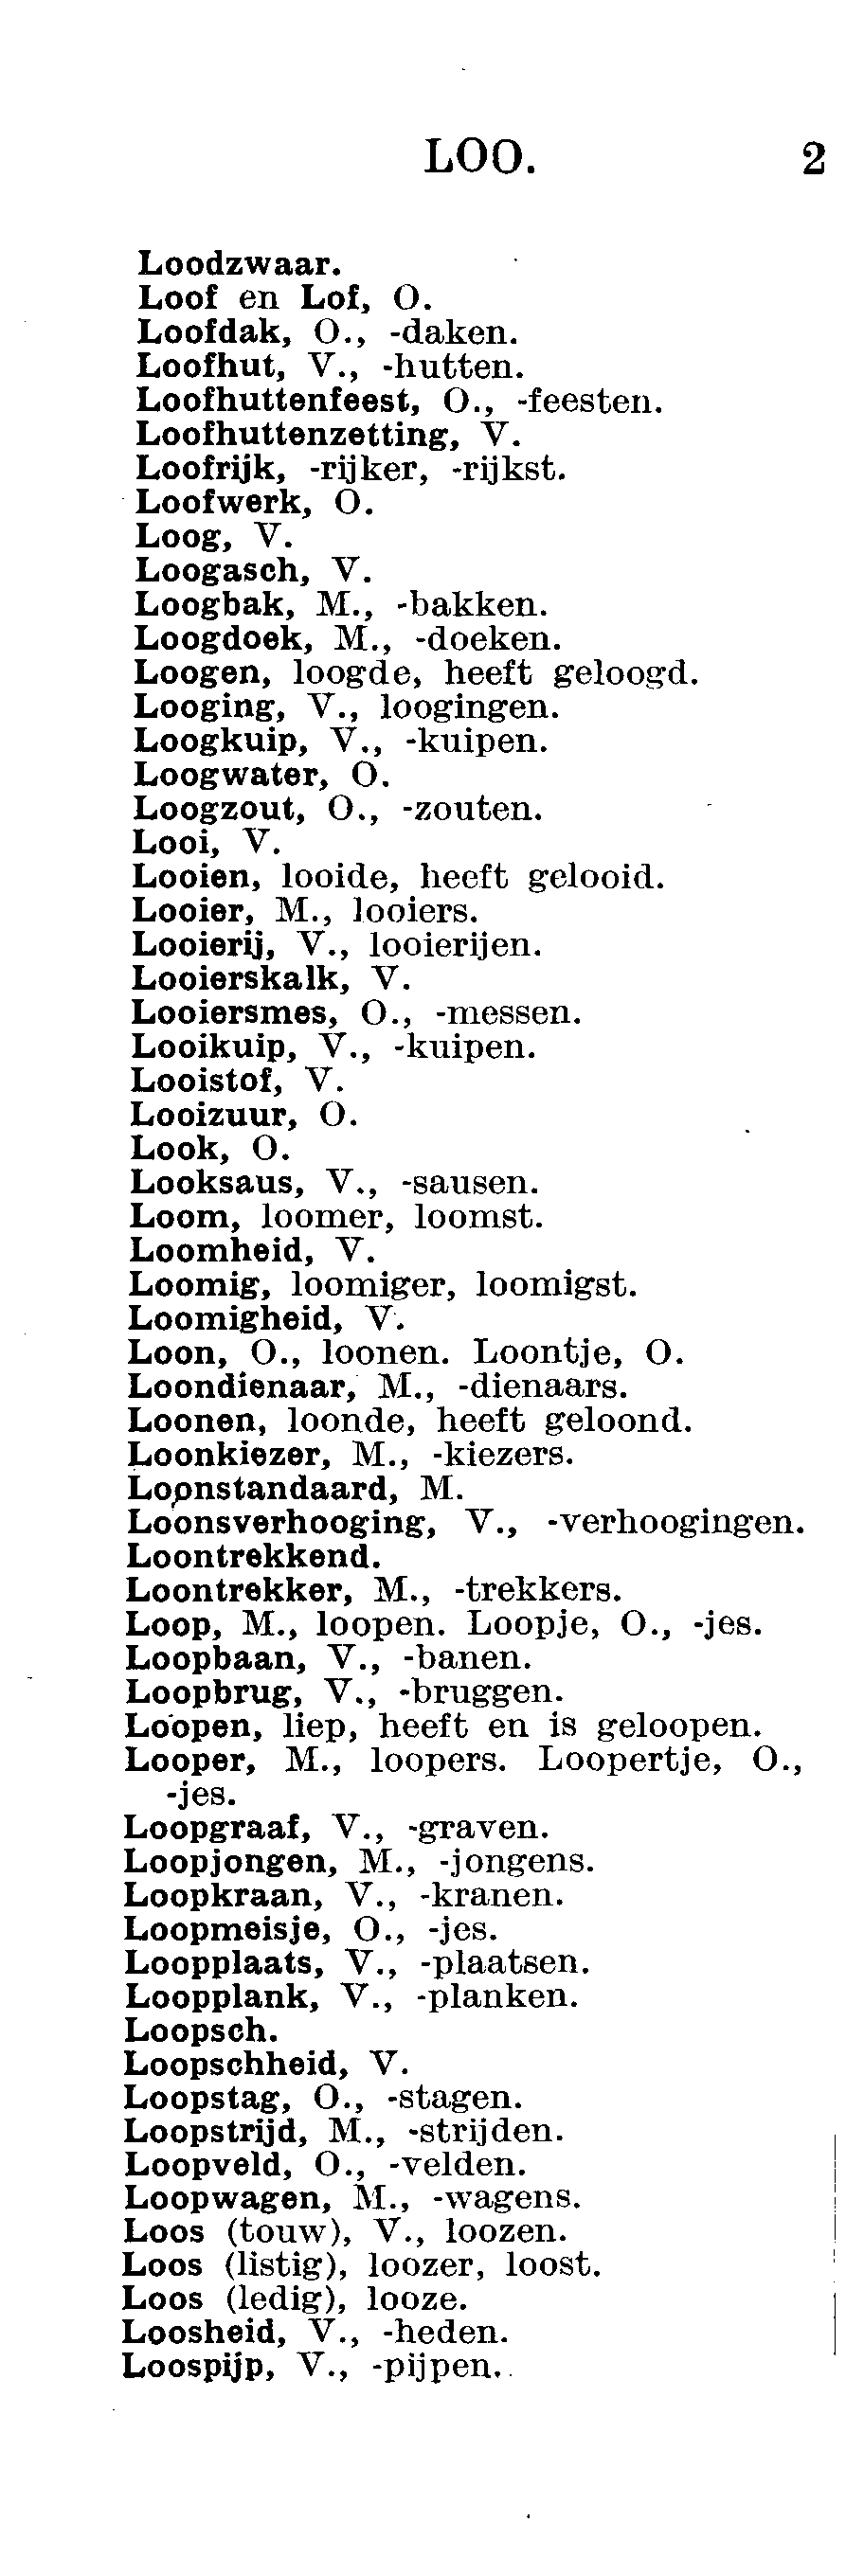 LOO. 2
Loodzwaar.
Loof en Lof, O.
Loofdak, O., -daken.
Loofhut, V., -hutten.
Loofhuttenfeest, O., -feesten.
Loofhuttenzetting, V.
Loofrijk, -rijker, -rijkst.
Loofwerk, O.
Loog, V.
Loogasch, V.
Loogbak, M., -bakken.
Loogdoek, M., -doeken.
Loogen, loogde, heeft geloogd.
Looging, V., loogingen.
Loogkuip, V., -kuipen.
Loogwater, O.
Loogzout, O., -zouten.
Looi, V.
Looien, looide, heeft gelooid.
Looier, M., looiers.
Looierij, V., looierijen.
Looierskalk, V.
Looiersmes, O., -messen.
Looikuip, V., -kuipen.
Looistof, V.
Looizuur, O.
Look, O.
Looksaus, V., -sausen.
Loom, loomer, loomst.
Loomheid, V.
Loomig, loomiger, loomigst.
Loomigheid, V.
Loon, O., loonen. Loontje, O.
Loondienaar, M., -dienaars.
Loonen, loonde, heeft geloond.
Loonkiezer, M., -kiezers.
Loonstandaard, M.
Loonsverhooging, V., -verhoogingen.
Loontrekkend.
Loontrekker, M., -trekkers.
Loop, M., loopen. Loopje, O., -jes.
Loopbaan, V., -banen.
Loopbrug, V., -bruggen.
Loopen, liep, heeft en is geloopen.
Looper, M., loopers. Loopertje, O.,
-jes.
Loopgraaf, V., -graven.
Loopjongen, M., -jongens.
Loopkraan, V., -kranen.
Loopmeisje, O., -jes.
Loopplaats, V., -plaatsen.
Loopplank, V., -planken.
Loopsch.
Loopschheid, V.
Loopstag, O., -stagen.
Loopstrijd, M., -strijden.
Loopveld, O., -velden.
Loopwagen, M., -wagens.
Loos (touw), V., loozen.
Loos (listig), loozer, loost.
Loos (ledig), looze.
Loosheid, V., -heden.
Loospijp, V., -pijpen.